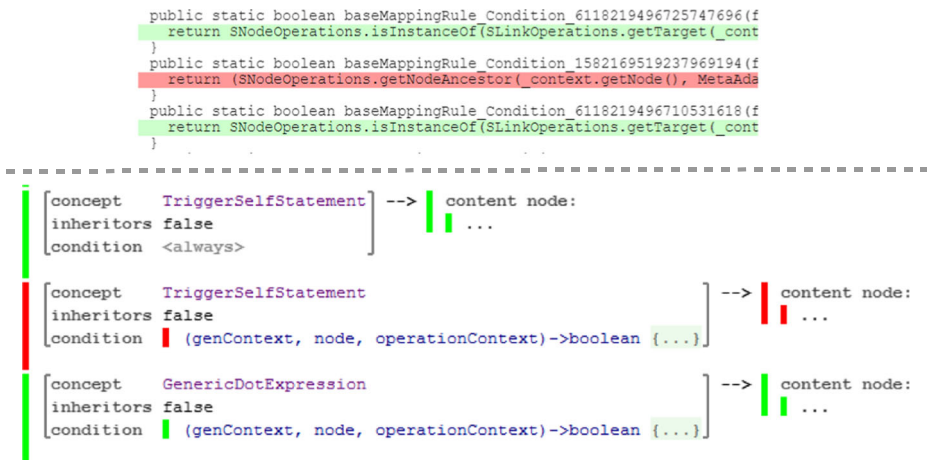 public static boolean baseMappingRule_Condition_6118219496725747696(f
return SNodeOperations.isInstanceOf(SLinkOperations.getTarget(_cont
}
public static boolean baseMappingRule_Condition_1582169519237969194(f
return (SNodeOperations.getNodeAncestor(_context.getNode(), MetaAda
}
public static boolean baseMappingRule_Condition_6118219496710531618(f
return SNodeOperations.isInstanceOf(SLinkOperations.getTarget(_cont
}
concept TriggerSelfStatement --> content node:
inheritors false ...
condition <always>
concept TriggerSelfStatement --> content node:
inheritors false ...
condition (genContext, node, operationContext)->boolean {...}
concept GenericDotExpression --> content node:
inheritors false ...
condition (genContext, node, operationContext)->boolean {...}